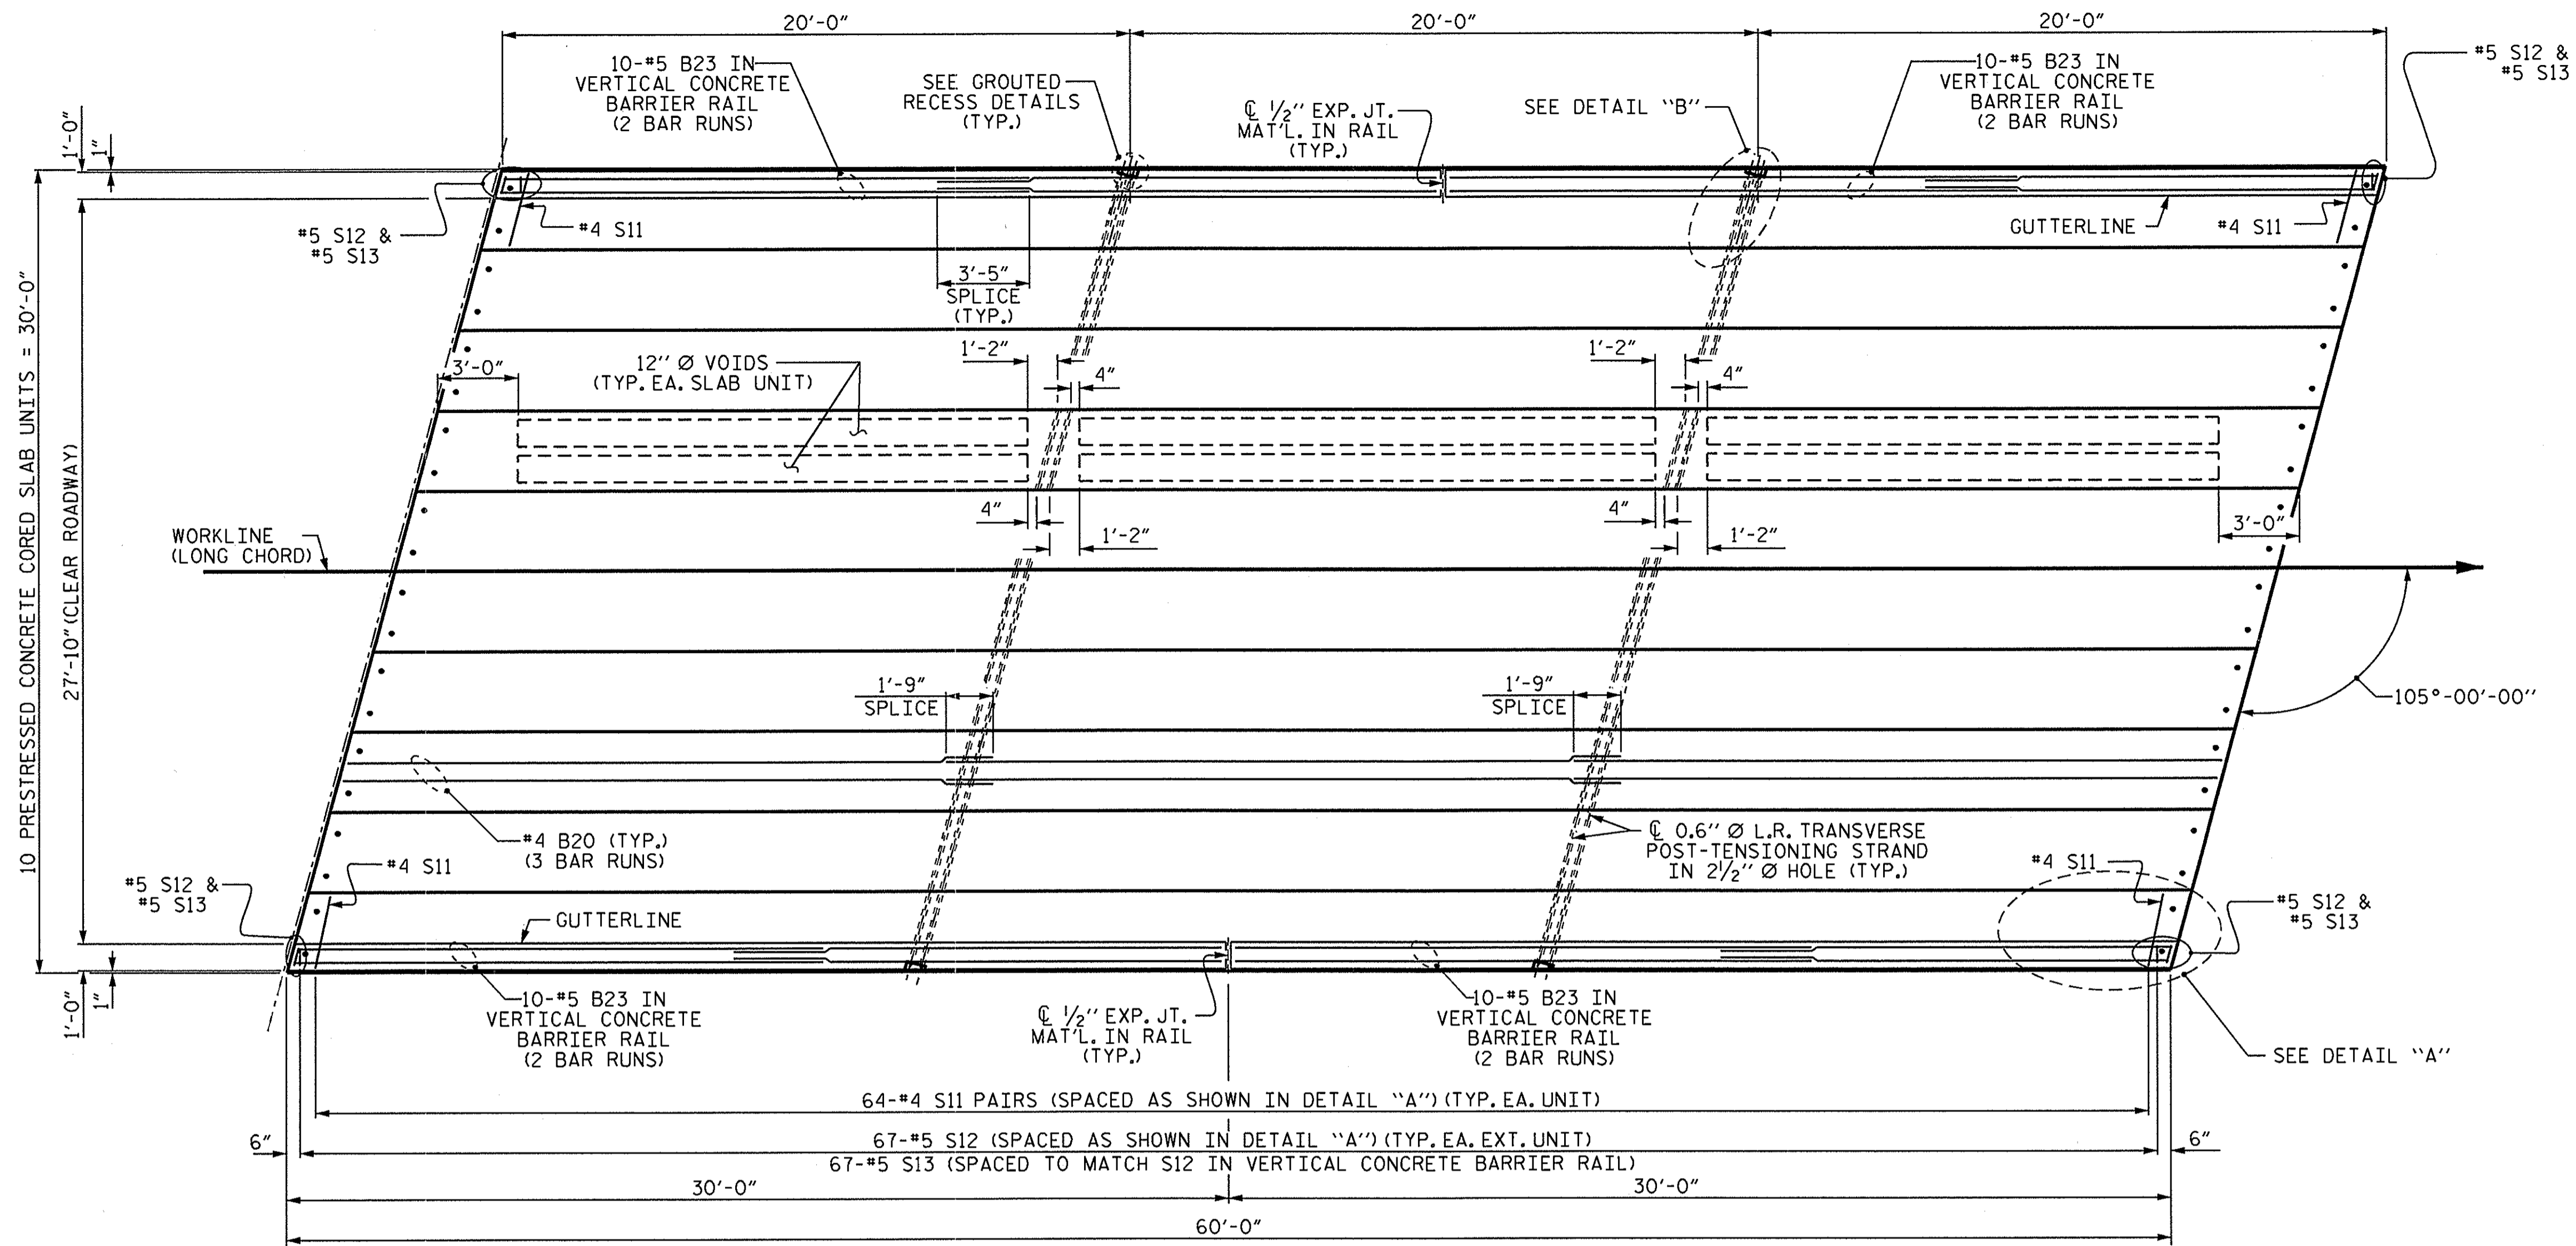 20'-0"
20'-0"
20'-0"
10-#5 B23 IN
VERTICAL CONCRETE
BARRIER RAIL
(2 BAR RUNS)
SEE GROUTED
RECESS DETAILS
(TYP.)
℄ 1/2" EXP. JT.
MAT'L. IN RAIL
(TYP.)
SEE DETAIL "B"
10-#5 B23 IN
VERTICAL CONCRETE
BARRIER RAIL
(2 BAR RUNS)
#5 S12 &
#5 S13
1'-0"
1"
#5 S12 &
#5 S13
#4 S11
GUTTERLINE
#4 S11
3'-5"
SPLICE
(TYP.)
10 PRESTRESSED CONCRETE CORED SLAB UNITS = 30'-0"
27'-10" (CLEAR ROADWAY)
3'-0"
12" Ø VOIDS
(TYP. EA. SLAB UNIT)
1'-2"
4"
1'-2"
4"
4"
1'-2"
4"
1'-2"
3'-0"
WORKLINE
(LONG CHORD)
105°-00'-00"
1'-9"
SPLICE
1'-9"
SPLICE
#4 B20 (TYP.)
(3 BAR RUNS)
℄ 0.6" Ø L.R. TRANSVERSE
POST-TENSIONING STRAND
IN 2 1/2" Ø HOLE (TYP.)
#4 S11
#5 S12 &
#5 S13
#4 S11
#5 S12 &
#5 S13
GUTTERLINE
1'-0"
1"
10-#5 B23 IN
VERTICAL CONCRETE
BARRIER RAIL
(2 BAR RUNS)
℄ 1/2" EXP. JT.
MAT'L. IN RAIL
(TYP.)
10-#5 B23 IN
VERTICAL CONCRETE
BARRIER RAIL
(2 BAR RUNS)
SEE DETAIL "A"
64-#4 S11 PAIRS (SPACED AS SHOWN IN DETAIL "A") (TYP. EA. UNIT)
6"
67-#5 S12 (SPACED AS SHOWN IN DETAIL "A") (TYP. EA. EXT. UNIT)
6"
67-#5 S13 (SPACED TO MATCH S12 IN VERTICAL CONCRETE BARRIER RAIL)
30'-0"
30'-0"
60'-0"